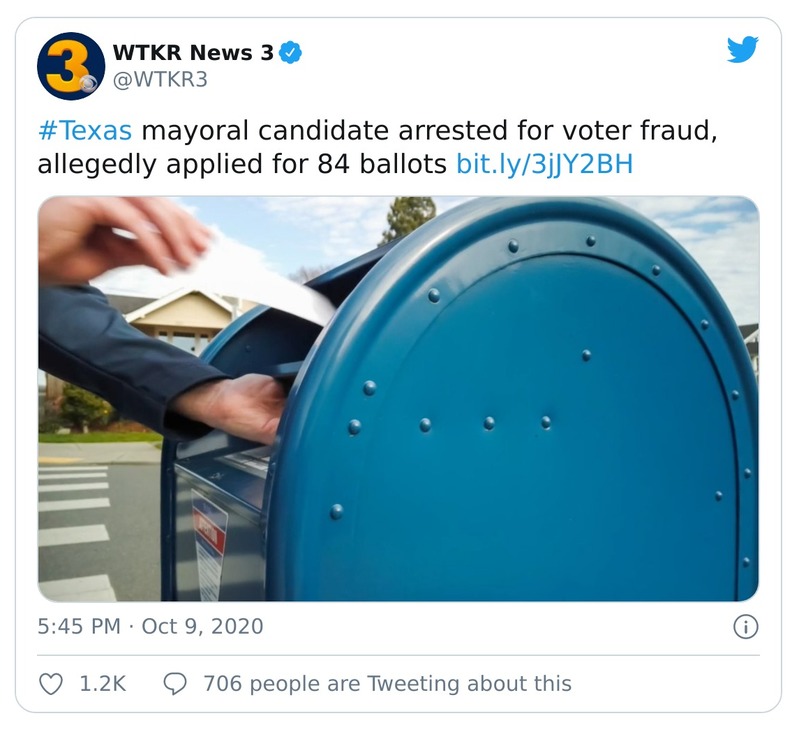 3
WTKR News 3
@WTKR3
#Texas mayoral candidate arrested for voter fraud,
allegedly applied for 84 ballots bit.ly/3jJY2BH
5:45 PM · Oct 9, 2020
1.2K 706 people are Tweeting about this